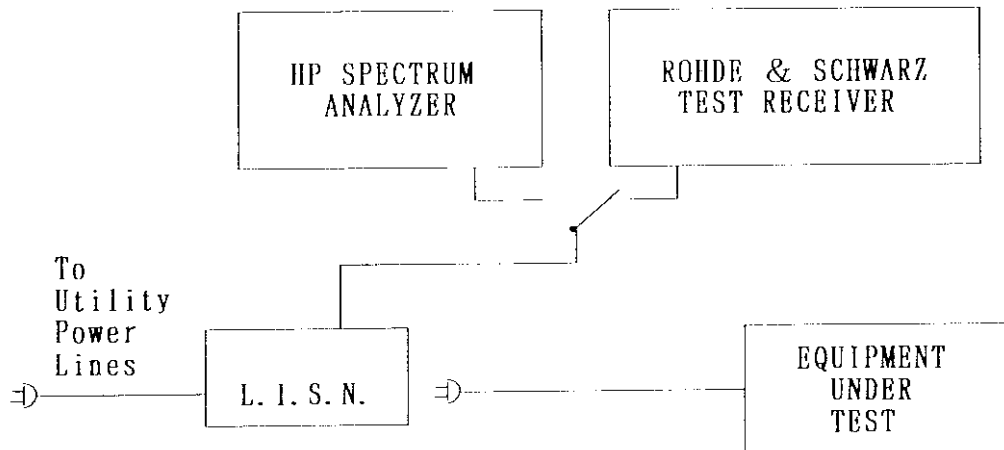 HP SPECTRUM
ANALYZER
ROHDE & SCHWARZ
TEST RECEIVER
To
Utility
Power
Lines
L.I.S.N.
EQUIPMENT
UNDER
TEST